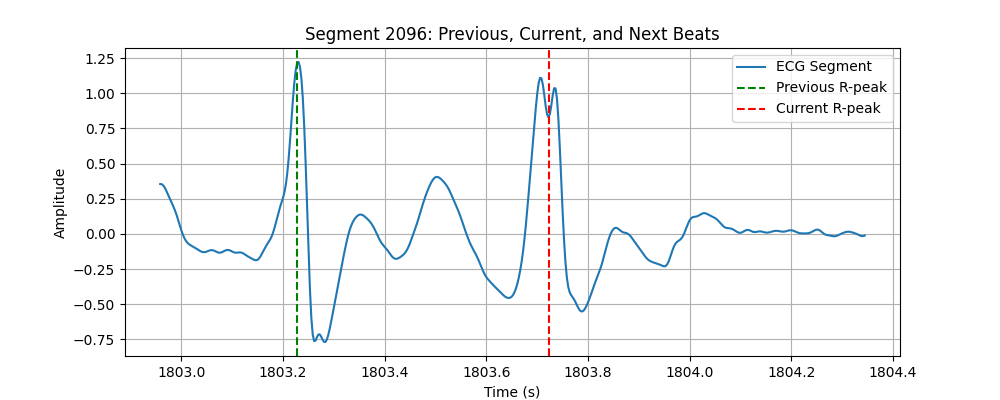 Segment 2096: Previous, Current, and Next Beats
Amplitude
1.25
1.00
0.75
0.50
0.25
0.00
−0.25
−0.50
−0.75
ECG Segment
Previous R-peak
Current R-peak
1803.0 1803.2 1803.4 1803.6 1803.8 1804.0 1804.2 1804.4
Time (s)